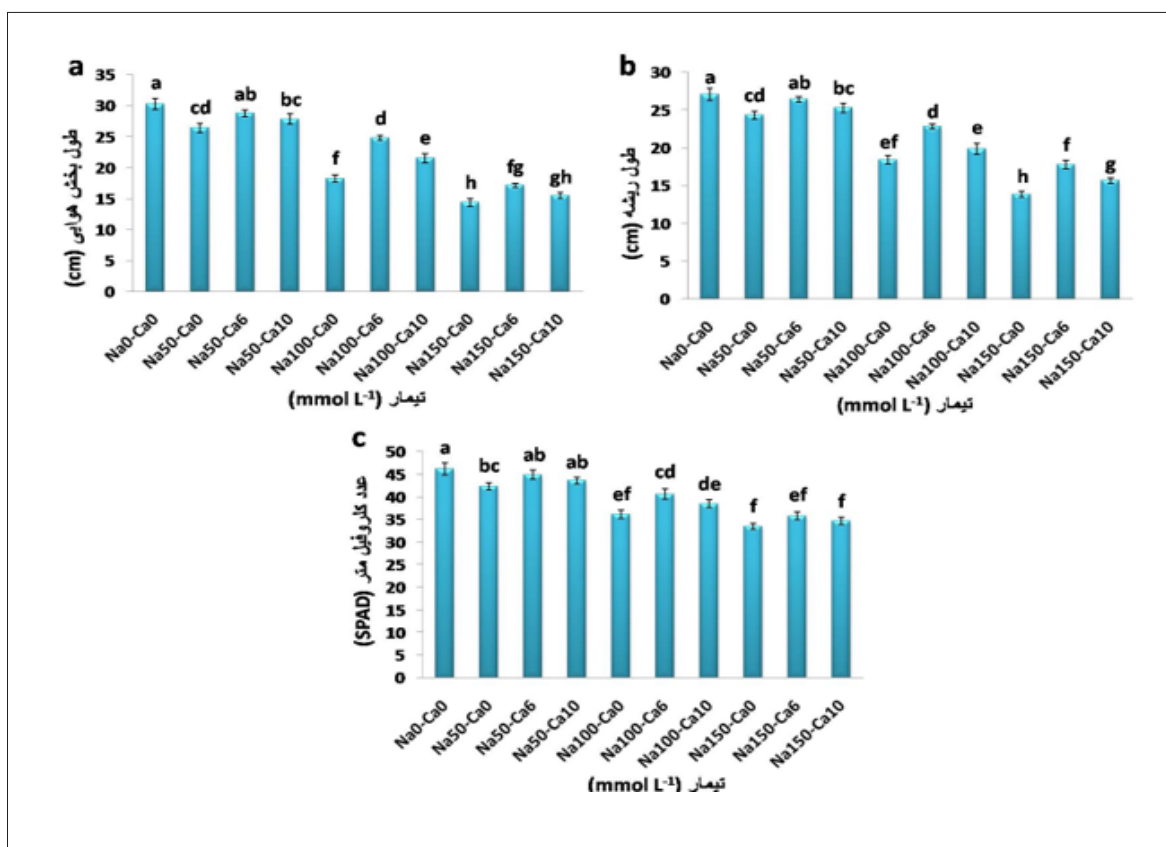 a
طول بخش هوایی (cm)
35
30
25
20
15
10
5
0
a
cd
ab
bc
f
d
e
h
fg
gh
Na0-Ca0
Na50-Ca0
Na50-Ca6
Na50-Ca10
Na100-Ca0
Na100-Ca6
Na100-Ca10
Na150-Ca0
Na150-Ca6
Na150-Ca10
تیمار (mmol L⁻¹)
b
طول ریشه (cm)
30
25
20
15
10
5
0
a
cd
ab
bc
ef
d
e
h
f
g
Na0-Ca0
Na50-Ca0
Na50-Ca6
Na50-Ca10
Na100-Ca0
Na100-Ca6
Na100-Ca10
Na150-Ca0
Na150-Ca6
Na150-Ca10
تیمار (mmol L⁻¹)
c
عدد کلروفیل متر (SPAD)
50
45
40
35
30
25
20
15
10
5
0
a
bc
ab
ab
ef
cd
de
f
ef
f
Na0-Ca0
Na50-Ca0
Na50-Ca6
Na50-Ca10
Na100-Ca0
Na100-Ca6
Na100-Ca10
Na150-Ca0
Na150-Ca6
Na150-Ca10
تیمار (mmol L⁻¹)